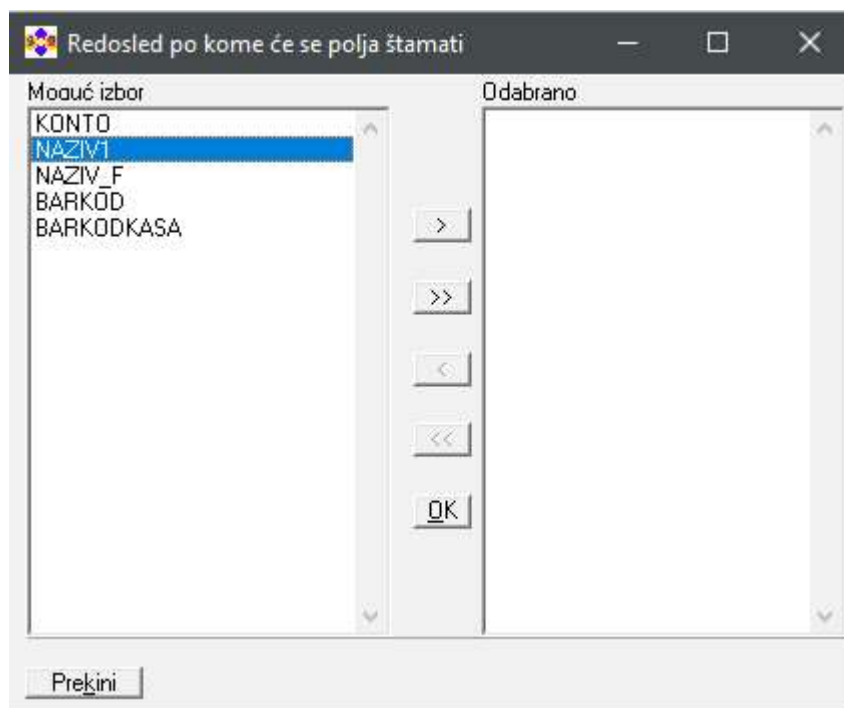 Redosled po kome će se polja štamati
Moguć izbor
Odabrano
KONTO
NAZIV1
NAZIV_F
BARKOD
BARKODKASA
>
>>
<
<<
OK
Prekini